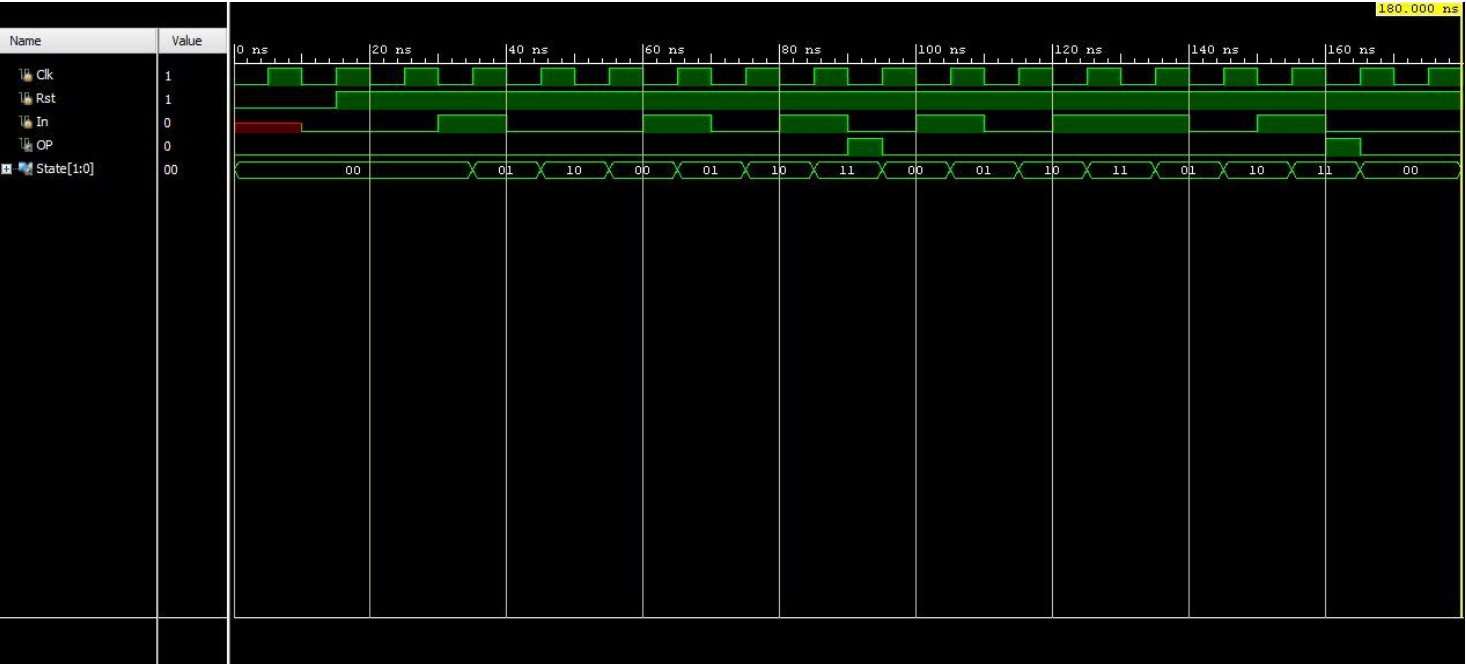 180.000 ns
Name Value
0 ns 20 ns 40 ns 60 ns 80 ns 100 ns 120 ns 140 ns 160 ns
Clk 1
Rst 1
In 0
OP 0
State[1:0] 00 00 01 10 00 01 10 11 00 01 10 11 01 10 11 00